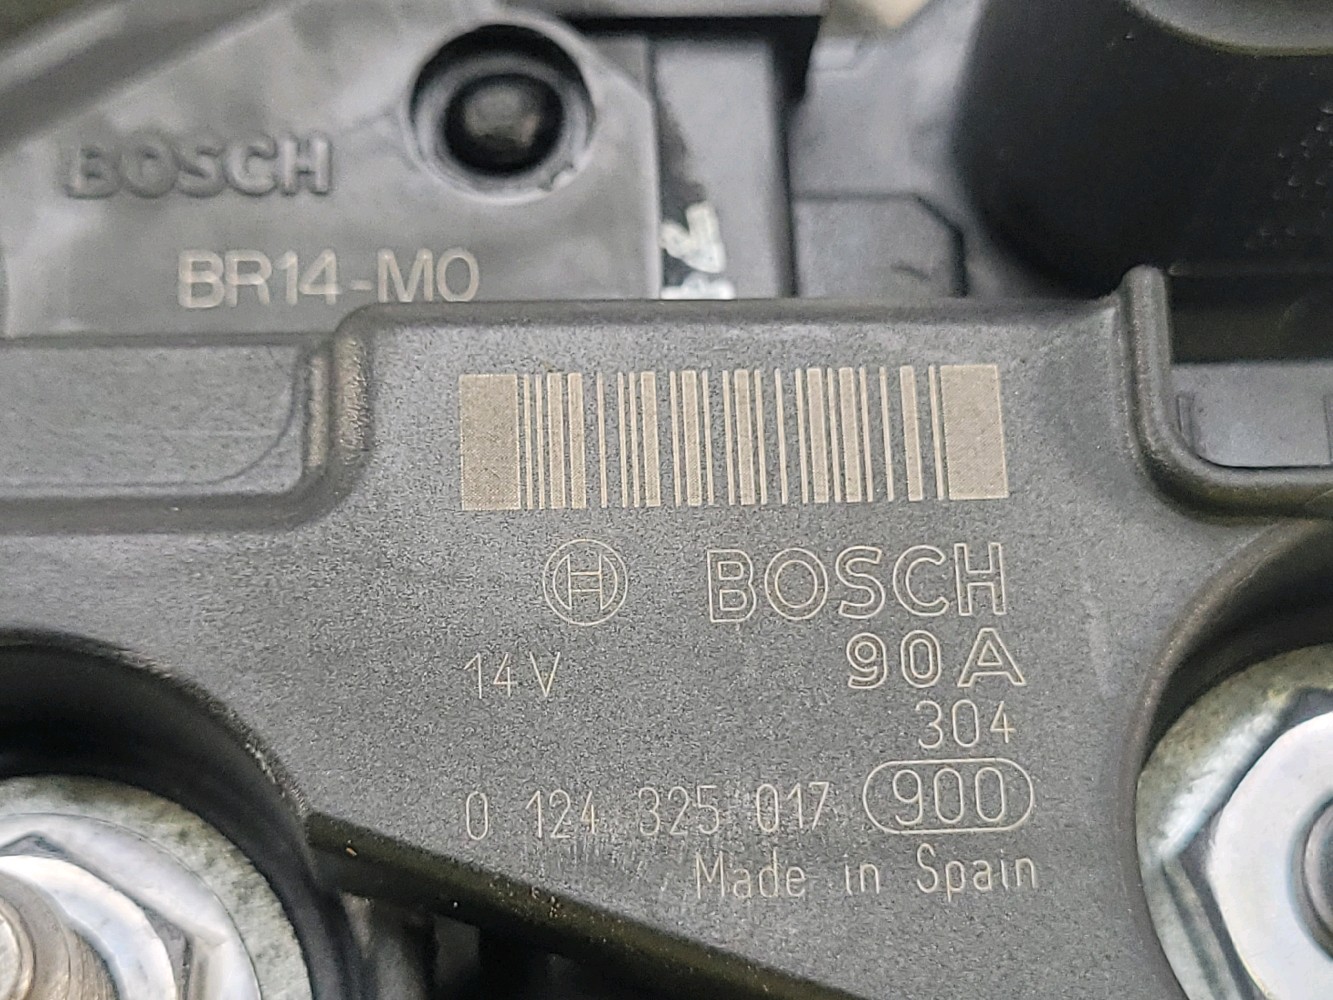 BOSCH
BR14-M0
BOSCH
14V 90A
304
0 124 325 017 900
Made in Spain